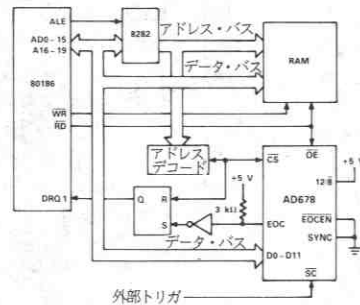 ALE
AD0-15
A16-19
80186
WR
RD
DRQ 1
8282
アドレス・バス
データ・バス
RAM
アドレス
デコード
+5 V
3 kΩ
Q
R
S
データ・バス
OE
CS
+5 V
12/8
AD678
EOC
EOCEN
SYNC
D0-D11
SC
外部トリガ